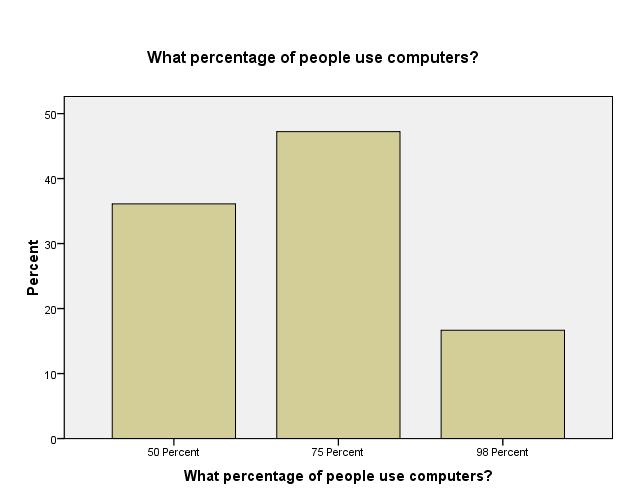 What percentage of people use computers?
50
40
30
20
10
0
Percent
50 Percent
75 Percent
98 Percent
What percentage of people use computers?